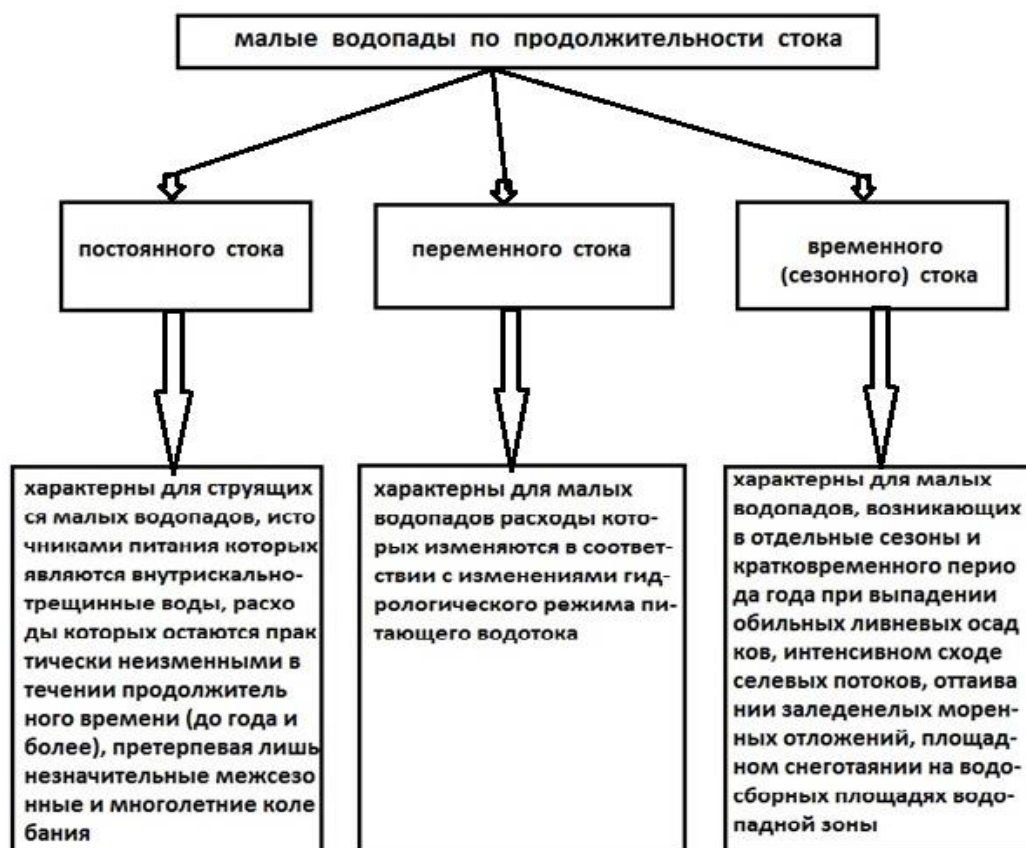 малые водопады по продолжительности стока
постоянного стока
переменного стока
временного
(сезонного) стока
характерны для струящих
ся малых водопадов, исто
чниками питания которых
являются внутрискально-
трещинные воды, расхо
ды которых остаются прак
тически неизменными в
течении продолжитель
ного времени (до года и
более), претерпевая лишь
незначительные межсезо
нные и многолетние коле
бания
характерны для малых
водопадов расходы кото-
рых изменяются в соответ-
ствии с изменениями гид-
рологического режима пи-
тающего водотока
характерны для малых
водопадов, возникающих
в отдельные сезоны и
кратковременного перио
да года при выпадении
обильных ливневых осад
ков, интенсивном сходе
селевых потоков, оттаива
нии заледенелых морен-
ных отложений, площад-
ном снеготаянии на водо-
сборных площадях водо-
падной зоны